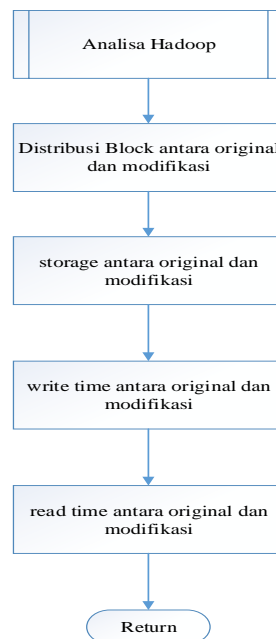 Analisa Hadoop
Distribusi Block antara original
dan modifikasi
storage antara original dan
modifikasi
write time antara original dan
modifikasi
read time antara original dan
modifikasi
Return